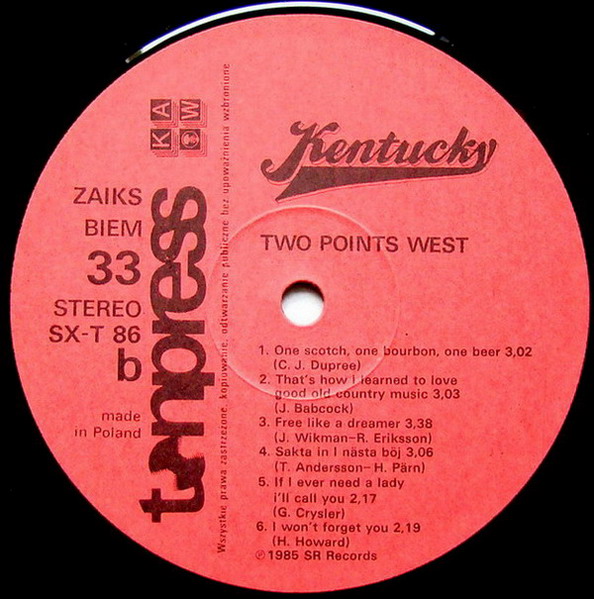 K A
W
ZAIKS
BIEM
33
STEREO
SX-T 86
b
made
in Poland
tonpress
Wszystkie prawa zastrzeżone, kopiowanie, odtwarzanie publiczne bez upoważnienia wzbronione
Kentucky
TWO POINTS WEST
1. One scotch, one bourbon, one beer 3,02
(C. J. Dupree)
2. That's how I learned to love
good old country music 3,03
(J. Babcock)
3. Free like a dreamer 3,38
(J. Wikman–R. Eriksson)
4. Sakta in I nästa böj 3,06
(T. Andersson–H. Pärn)
5. If I ever need a lady
i'll call you 2,17
(G. Crysler)
6. I won't forget you 2,19
(H. Howard)
℗1985 SR Records